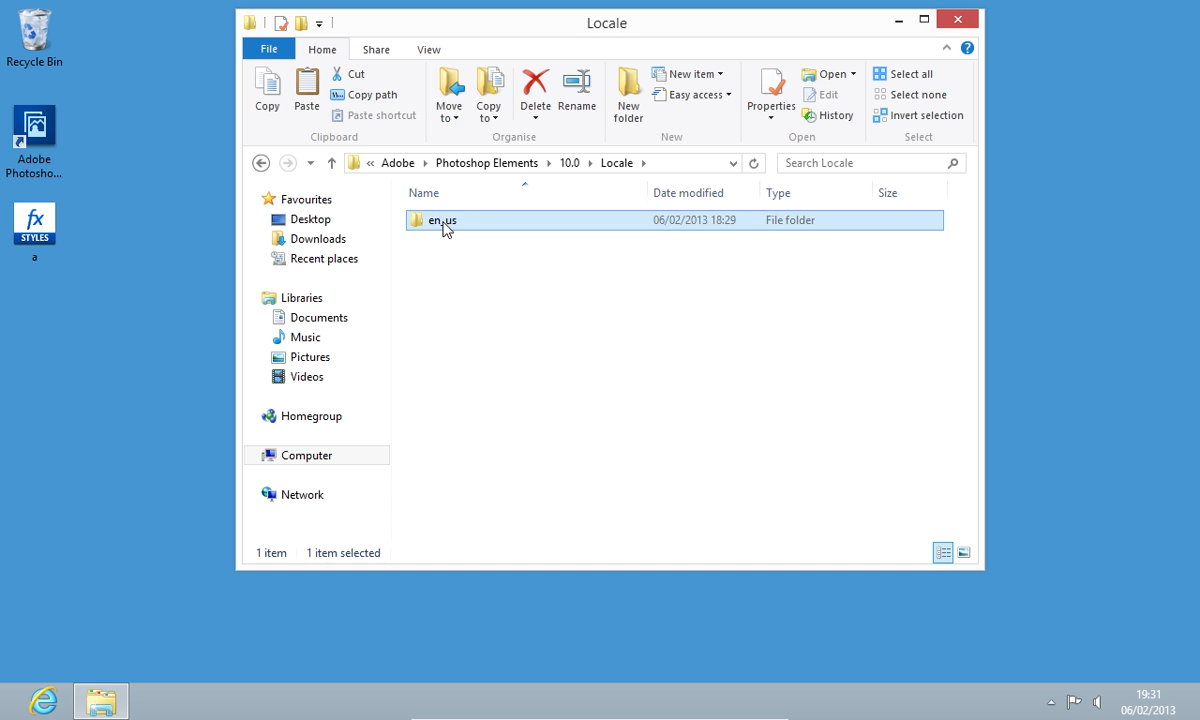 Recycle Bin
Adobe
Photosho...
fx
STYLES
a
Locale
File
Home
Share
View
Copy
Paste
Cut
Copy path
Paste shortcut
Clipboard
Move to
Copy to
Delete
Rename
Organise
New folder
New item
Easy access
New
Properties
Open
Edit
History
Open
Select all
Select none
Invert selection
Select
« Adobe Photoshop Elements 10.0 Locale
Search Locale
Name
Date modified
Type
Size
en_us
06/02/2013 18:29
File folder
Favourites
Desktop
Downloads
Recent places
Libraries
Documents
Music
Pictures
Videos
Homegroup
Computer
Network
1 item
1 item selected
19:31
06/02/2013